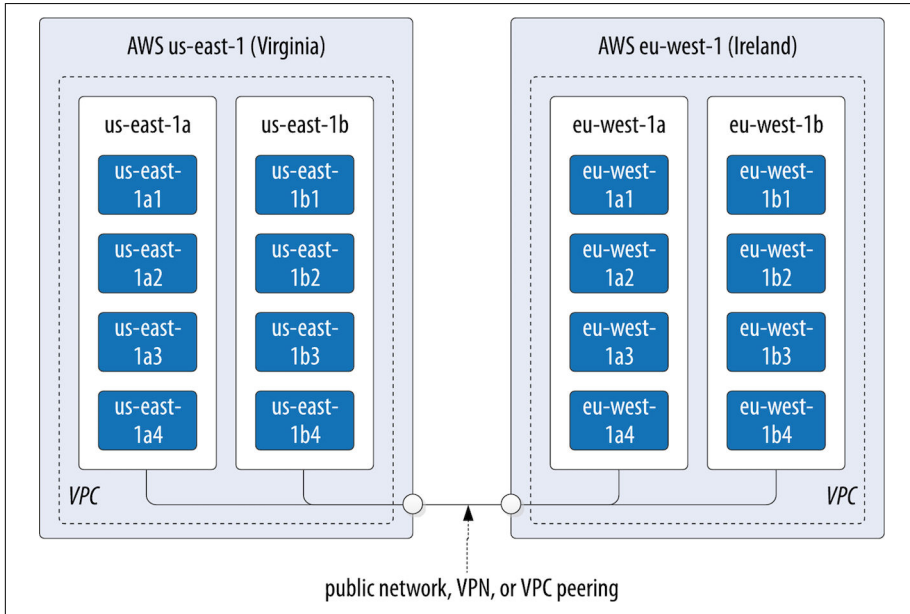 AWS us-east-1 (Virginia)
us-east-1a
us-east-
1a1
us-east-
1a2
us-east-
1a3
us-east-
1a4
us-east-1b
us-east-
1b1
us-east-
1b2
us-east-
1b3
us-east-
1b4
VPC
AWS eu-west-1 (Ireland)
eu-west-1a
eu-west-
1a1
eu-west-
1a2
eu-west-
1a3
eu-west-
1a4
eu-west-1b
eu-west-
1b1
eu-west-
1b2
eu-west-
1b3
eu-west-
1b4
VPC
public network, VPN, or VPC peering